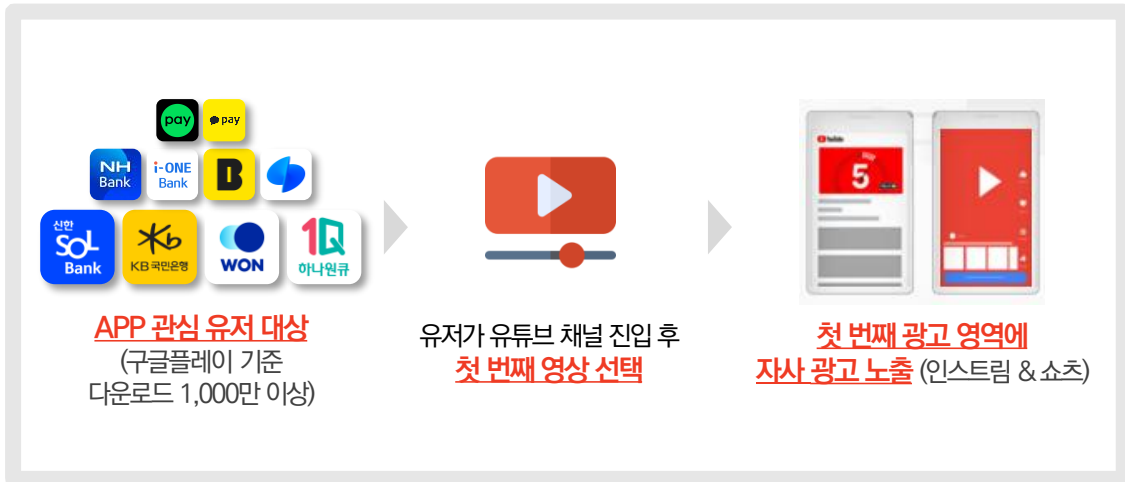 pay
pay
NH
Bank
i-ONE
Bank
B
신한
SOL
Bank
KB국민은행
WON
1Q
하나원큐
YouTube
5
APP 관심 유저 대상
(구글플레이 기준
다운로드 1,000만 이상)
유저가 유튜브 채널 진입 후
첫 번째 영상 선택
첫 번째 광고 영역에
자사 광고 노출 (인스트림 & 쇼츠)